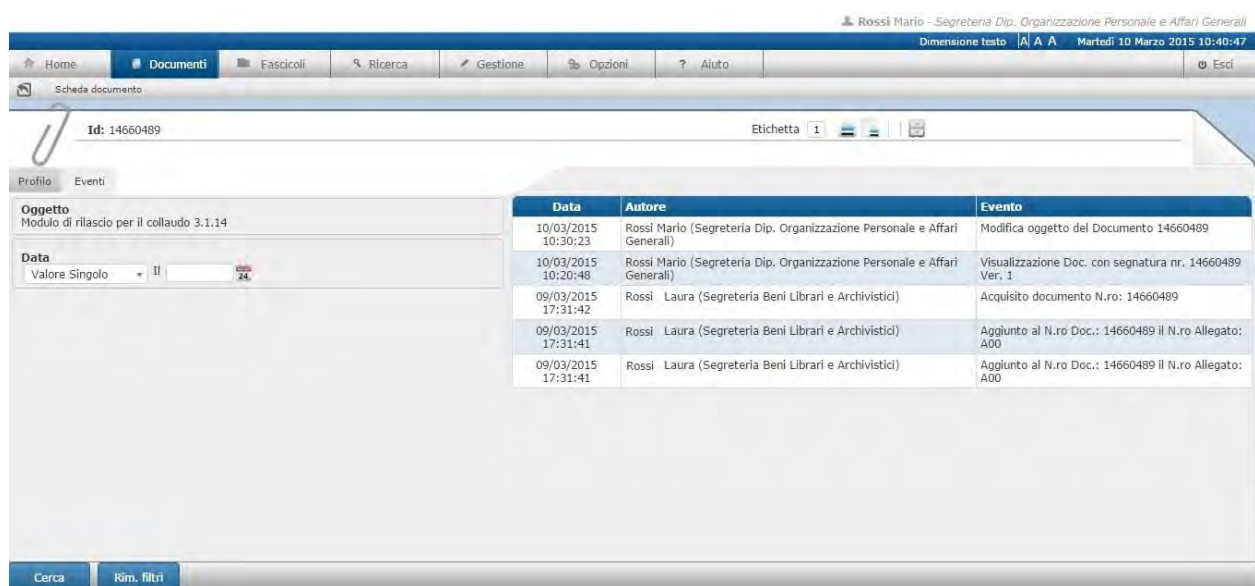 Rossi Mario - Segreteria Dip. Organizzazione Personale e Affari Generali
Dimensione testo A A A Martedì 10 Marzo 2015 10:40:47
Home Documenti Fascicoli Ricerca Gestione Opzioni ? Aiuto Esci
Scheda documento
Id: 14660489 Etichetta 1
Profilo Eventi
Oggetto
Modulo di rilascio per il collaudo 3.1.14
Data
Valore Singolo Il 24
Data Autore Evento
10/03/2015 Rossi Mario (Segreteria Dip. Organizzazione Personale e Affari Modifica oggetto del Documento 14660489
10:30:23 Generali)
10/03/2015 Rossi Mario (Segreteria Dip. Organizzazione Personale e Affari Visualizzazione Doc. con segnatura nr. 14660489
10:20:48 Generali) Ver. 1
09/03/2015 Rossi Laura (Segreteria Beni Librari e Archivistici) Acquisito documento N.ro: 14660489
17:31:42
09/03/2015 Rossi Laura (Segreteria Beni Librari e Archivistici) Aggiunto al N.ro Doc.: 14660489 il N.ro Allegato:
17:31:41 A00
09/03/2015 Rossi Laura (Segreteria Beni Librari e Archivistici) Aggiunto al N.ro Doc.: 14660489 il N.ro Allegato:
17:31:41 A00
Cerca Rim. filtri